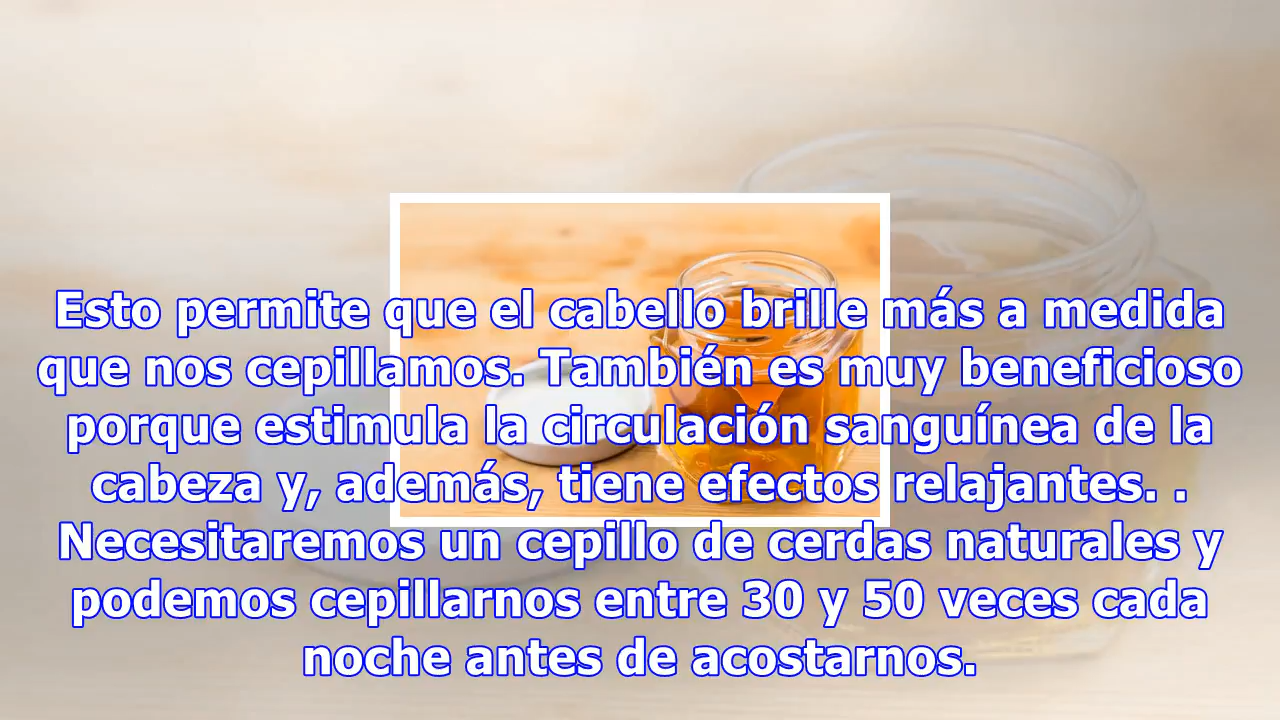 Esto permite que el cabello brille más a medida
que nos cepillamos. También es muy beneficioso
porque estimula la circulación sanguínea de la
cabeza y, además, tiene efectos relajantes. .
Necesitaremos un cepillo de cerdas naturales y
podemos cepillarnos entre 30 y 50 veces cada
noche antes de acostarnos.